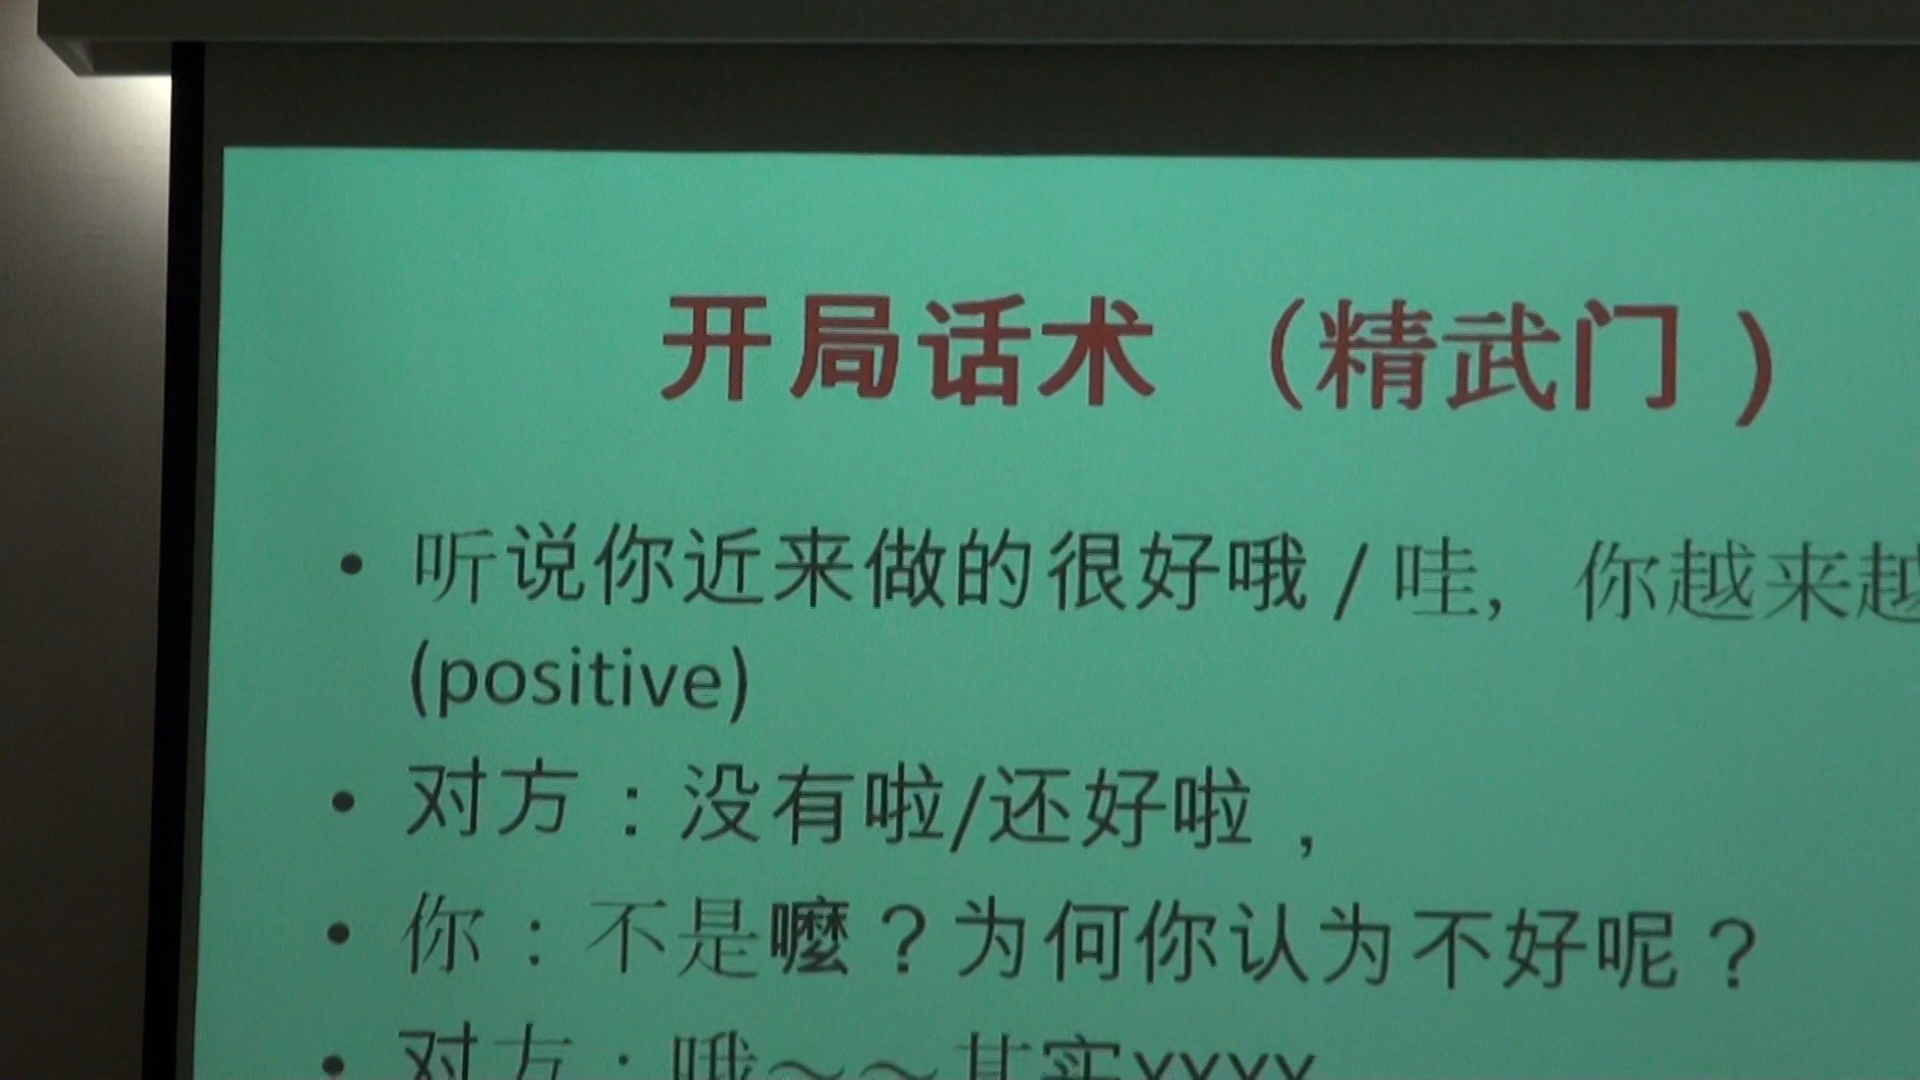 开局话术 (精武门)
• 听说你近来做的很好哦 / 哇，你越来越
(positive)
• 对方：没有啦/还好啦，
• 你：不是嚒？为何你认为不好呢？
• 对方：哦～～其实xxxx